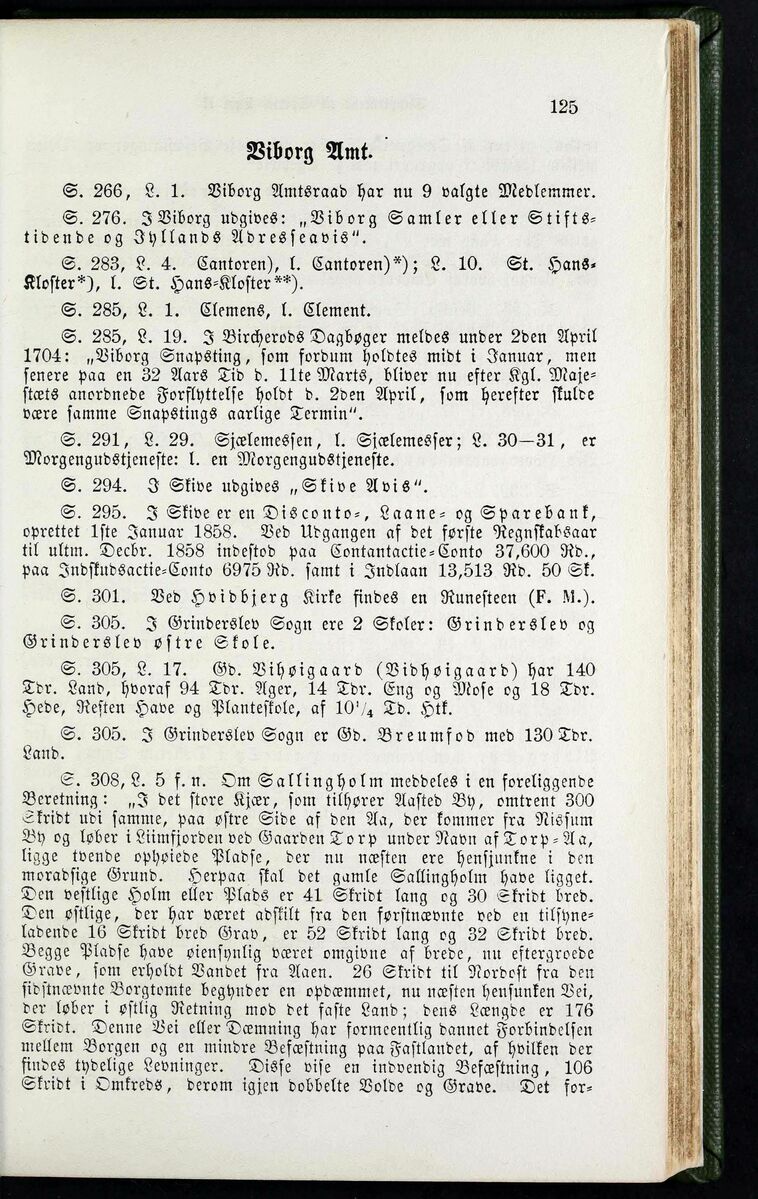 125
Viborg Amt.
S. 266, L. 1. Viborg Amtsraad har nu 9 valgte Medlemmer.
S. 276. I Viborg udgives: „Viborg Samler eller Stifts-
tidende og Jyllands Adresseavis".
S. 283, L. 4. Cantoren), l. Cantoren)*); L. 10. St. Hans-
Kloster*), l. St. Hans-Kloster**).
S. 285, L. 1. Clemens, l. Clement.
S. 285, L. 19. I Bircherods Dagbøger meldes under 2den April
1704: „Viborg Snapsting, som fordum holdtes midt i Januar, men
senere paa en 32 Aars Tid d. 11te Marts, bliver nu efter Kgl. Maje-
stæts anordnede Forflyttelse holdt d. 2den April, som herefter skulde
være samme Snapstings aarlige Termin".
S. 291, L. 29. Sjælemessen, l. Sjælemesser; L. 30—31, er
Morgengudstjeneste: l. en Morgengudstjeneste.
S. 294. I Skive udgives „Skive Avis".
S. 295. I Skive er en Disconto-, Laane- og Sparebank,
oprettet 1ste Januar 1858. Ved Udgangen af det første Regnskabsaar
til ultm. Decbr. 1858 indestod paa Contantactie-Conto 37,600 Rd.,
paa Indskudsactie-Conto 6975 Rd. samt i Indlaan 13,513 Rd. 50 Sk.
S. 301. Ved Hvidbjerg Kirke findes en Runesteen (F. M.).
S. 305. I Grinderslev Sogn ere 2 Skoler: Grinderslev og
Grinderslev østre Skole.
S. 305, L. 17. Gd. Vihøigaard (Vidhøigaard) har 140
Tdr. Land, hvoraf 94 Tdr. Ager, 14 Tdr. Eng og Mose og 18 Tdr.
Hede, Resten Have og Planteskole, af 10¼ Td. Htk.
S. 305. I Grinderslev Sogn er Gd. Breumsod med 130 Tdr.
Land.
S. 308, L. 5 f. n. Om Sallingholm meddeles i en foreliggende
Beretning: „I det store Kjær, som tilhører Aasted By, omtrent 300
Skridt udi samme, paa østre Side af den Aa, der kommer fra Nissum
By og løber i Liimfjorden ved Gaarden Torp under Navn af Torp-Aa,
ligge tvende ophøiede Pladse, der nu næsten ere hensjunkne i den
moradsige Grund. Herpaa skal det gamle Sallingholm have ligget.
Den vestlige Holm eller Plads er 41 Skridt lang og 30 Skridt bred.
Den østlige, der har været adskilt fra den førstnævnte ved en tilsyne-
ladende 16 Skridt bred Grav, er 52 Skridt lang og 32 Skridt bred.
Begge Pladse have øiensynlig været omgivne af brede, nu eftergroede
Grave, som erholdt Vandet fra Aaen. 26 Skridt til Nordost fra den
sidstnævnte Borgtomte begynder en opdæmmet, nu næsten hensunken Vei,
der løber i østlig Retning mod det faste Land; dens Længde er 176
Skridt. Denne Vei eller Dæmning har formeentlig dannet Forbindelsen
mellem Borgen og en mindre Befæstning paa Fastlandet, af hvilken der
findes tydelige Levninger. Disse vise en indvendig Befæstning, 106
Skridt i Omkreds, derom igjen dobbelte Volde og Grave. Det for-